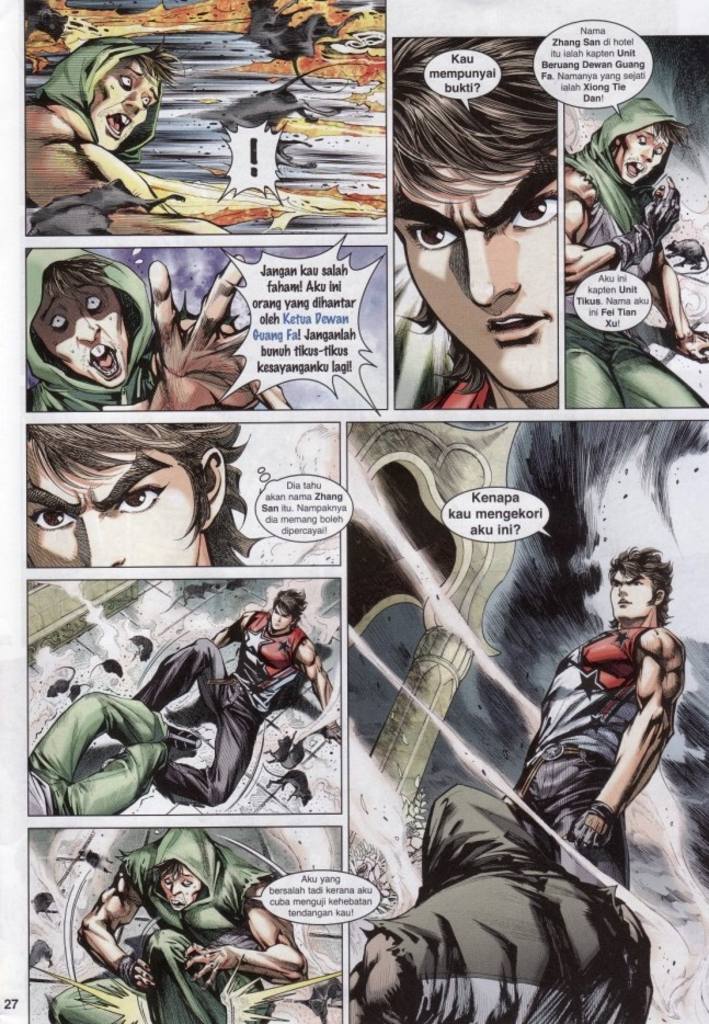 !
Jangan kau salah
faham! Aku ini
orang yang dihantar
oleh Ketua Dewan
Guang Fa! Janganlah
bunuh tikus-tikus
kesayanganku lagi!
Kau
mempunyai
bukti?
Nama
Zhang San di hotel
itu ialah kapten Unit
Beruang Dewan Guang
Fa. Namanya yang sejati
ialah Xiong Tie
Dan!
Aku ini
kapten Unit
Tikus. Nama aku
ini Fei Tian
Xu!
Dia tahu
akan nama Zhang
San itu. Nampaknya
dia memang boleh
dipercayai!
Kenapa
kau mengekori
aku ini?
Aku yang
bersalah tadi kerana aku
cuba menguji kehebatan
tendangan kau!
27